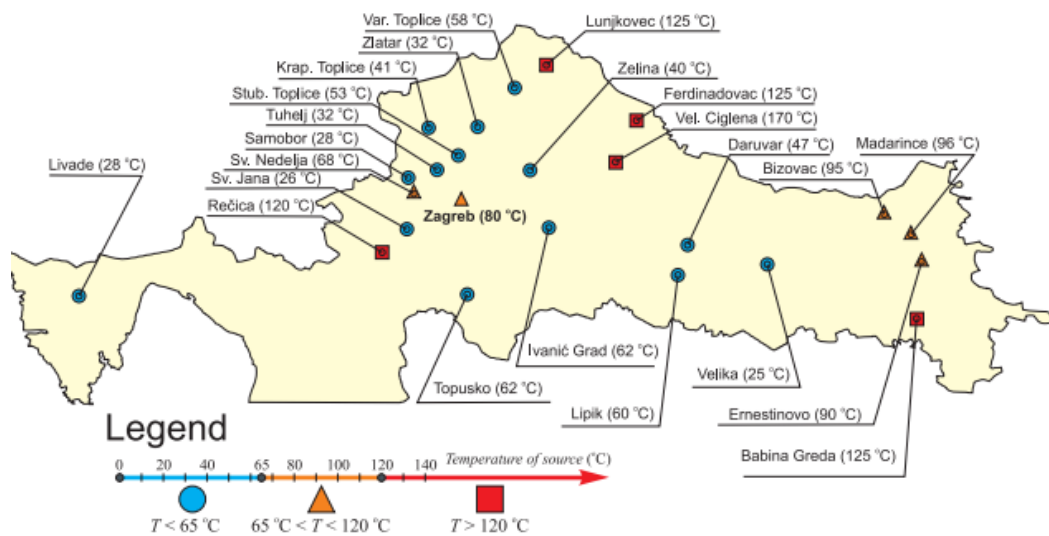 Var. Toplice (58 °C)
Lunjkovec (125 °C)
Zlatar (32 °C)
Krap. Toplice (41 °C)
Zelina (40 °C)
Stub. Toplice (53 °C)
Ferdinadovac (125 °C)
Tuhelj (32 °C)
Vel. Ciglena (170 °C)
Samobor (28 °C)
Daruvar (47 °C)
Madarince (96 °C)
Livade (28 °C)
Sv. Nedelja (68 °C)
Bizovac (95 °C)
Sv. Jana (26 °C)
Rečica (120 °C)
Zagreb (80 °C)
Ivanić Grad (62 °C)
Velika (25 °C)
Topusko (62 °C)
Lipik (60 °C)
Ernestinovo (90 °C)
Babina Greda (125 °C)
Legend
0 20 40 65 80 100 120 140 Temperature of source (°C)
T < 65 °C 65 °C < T < 120 °C T > 120 °C